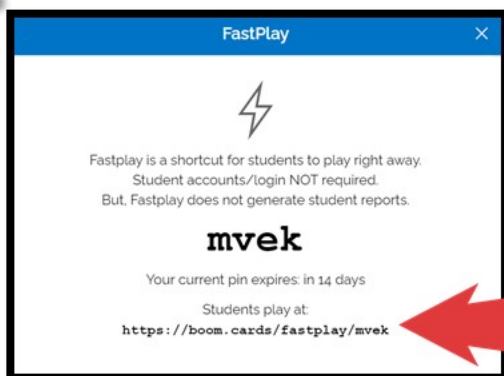 FastPlay
Fastplay is a shortcut for students to play right away.
Student accounts/login NOT required.
But, Fastplay does not generate student reports.
mvek
Your current pin expires: in 14 days
Students play at:
https://boom.cards/fastplay/mvek